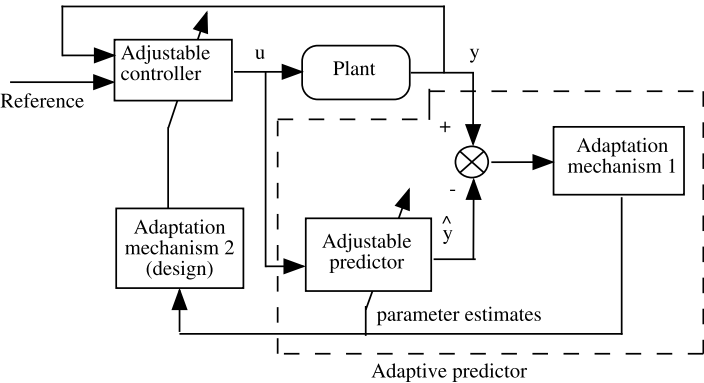 Adjustable
controller
u
Plant
y
Reference
+
Adaptation
mechanism 1
-
ŷ
Adaptation
mechanism 2
(design)
Adjustable
predictor
parameter estimates
Adaptive predictor